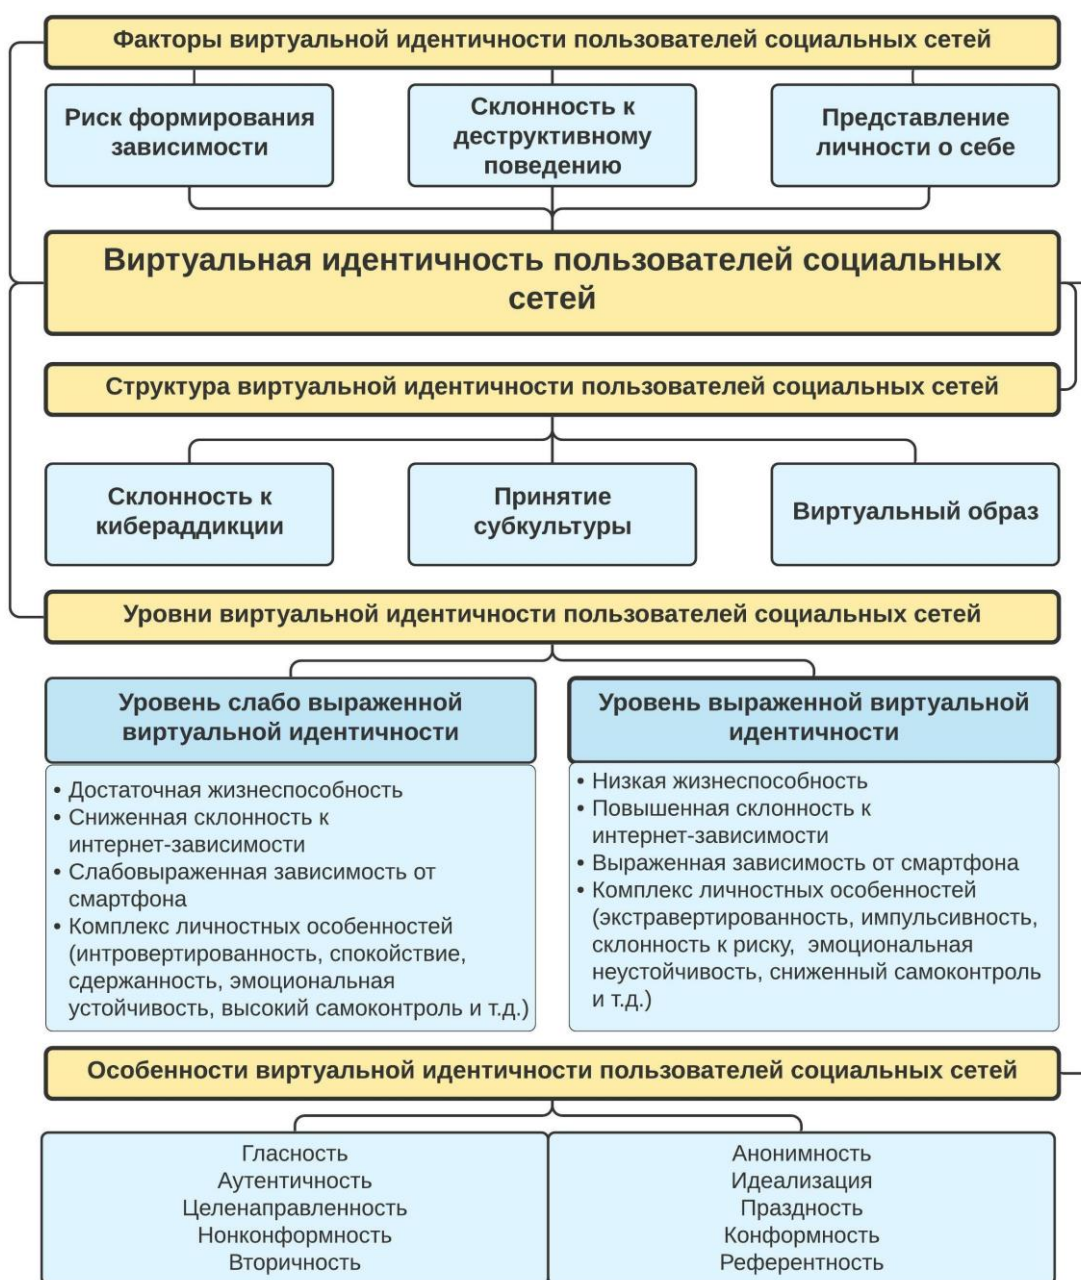 Факторы виртуальной идентичности пользователей социальных сетей
Риск формирования
зависимости
Склонность к
деструктивному
поведению
Представление
личности о себе
Виртуальная идентичность пользователей социальных
сетей
Структура виртуальной идентичности пользователей социальных сетей
Склонность к
кибераддикции
Принятие
субкультуры
Виртуальный образ
Уровни виртуальной идентичности пользователей социальных сетей
Уровень слабо выраженной
виртуальной идентичности
• Достаточная жизнеспособность
• Сниженная склонность к
интернет-зависимости
• Слабовыраженная зависимость от
смартфона
• Комплекс личностных особенностей
(интровертированность, спокойствие,
сдержанность, эмоциональная
устойчивость, высокий самоконтроль и т.д.)
Уровень выраженной виртуальной
идентичности
• Низкая жизнеспособность
• Повышенная склонность к
интернет-зависимости
• Выраженная зависимость от смартфона
• Комплекс личностных особенностей
(экстравертированность, импульсивность,
склонность к риску, эмоциональная
неустойчивость, сниженный самоконтроль
и т.д.)
Особенности виртуальной идентичности пользователей социальных сетей
Гласность
Аутентичность
Целенаправленность
Нонконформность
Вторичность
Анонимность
Идеализация
Праздность
Конформность
Референтность